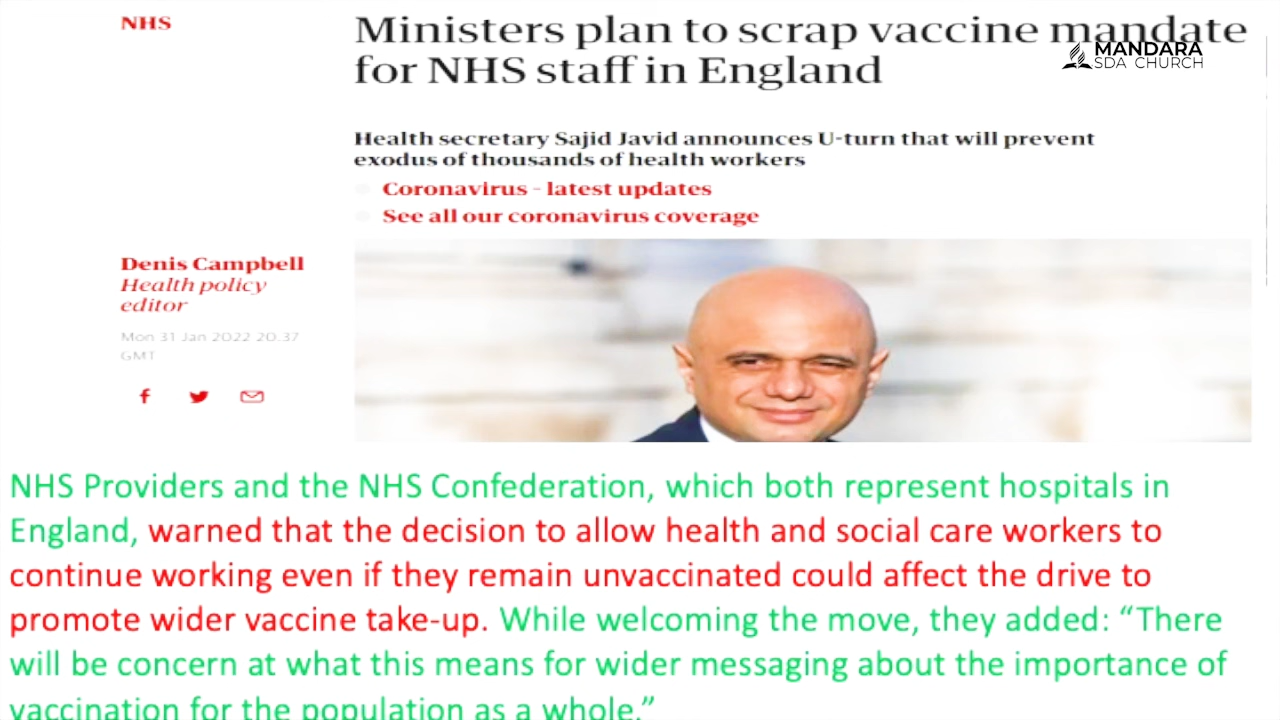 NHS
Ministers plan to scrap vaccine mandate
for NHS staff in England
MANDARA
SDA CHURCH
Health secretary Sajid Javid announces U-turn that will prevent
exodus of thousands of health workers
Coronavirus - latest updates
See all our coronavirus coverage
Denis Campbell
Health policy
editor
Mon 31 Jan 2022 20.37
GMT
NHS Providers and the NHS Confederation, which both represent hospitals in
England, warned that the decision to allow health and social care workers to
continue working even if they remain unvaccinated could affect the drive to
promote wider vaccine take-up. While welcoming the move, they added: “There
will be concern at what this means for wider messaging about the importance of
vaccination for the population as a whole.”